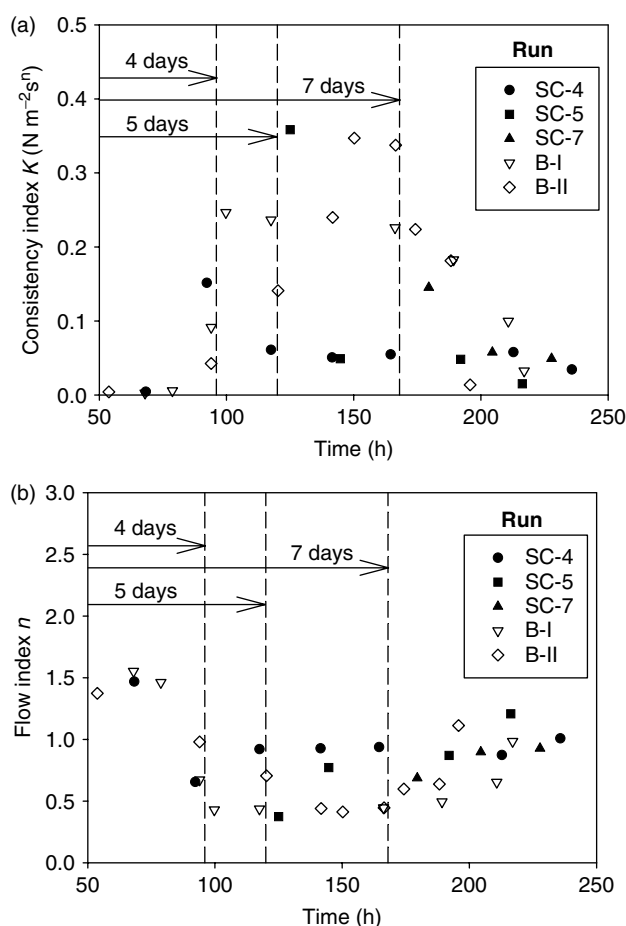 (a)
0.5
0.4
0.3
0.2
0.1
0.0
Consistency index K (N m⁻²sⁿ)
4 days
7 days
5 days
Run
SC-4
SC-5
SC-7
B-I
B-II
50 100 150 200 250
Time (h)
(b)
3.0
2.5
2.0
1.5
1.0
0.5
0.0
Flow index n
4 days
7 days
5 days
Run
SC-4
SC-5
SC-7
B-I
B-II
50 100 150 200 250
Time (h)